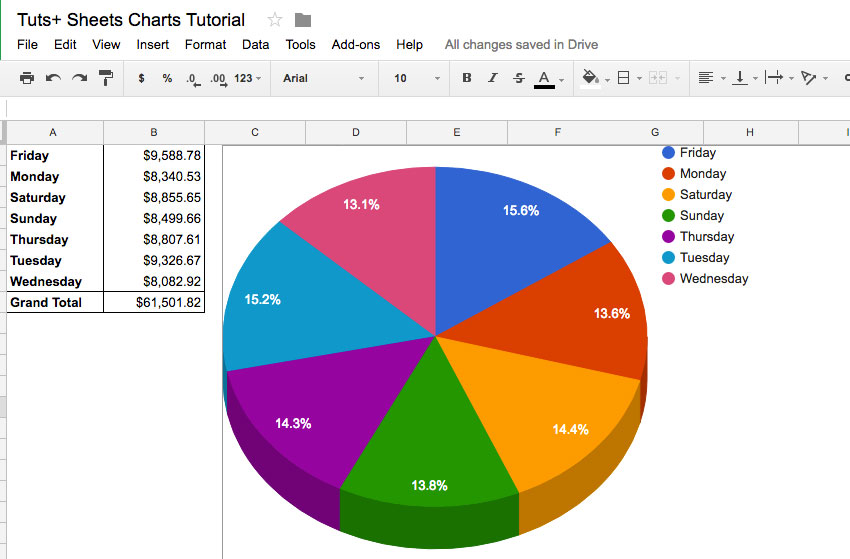 Tuts+ Sheets Charts Tutorial
File Edit View Insert Format Data Tools Add-ons Help All changes saved in Drive
$ % .0 .00 123 Arial 10 B I S A
A B C D E F G H I
Friday $9,588.78
Monday $8,340.53
Saturday $8,855.65
Sunday $8,499.66
Thursday $8,807.61
Tuesday $9,326.67
Wednesday $8,082.92
Grand Total $61,501.82
15.6%
13.6%
14.4%
13.8%
14.3%
15.2%
13.1%
Friday
Monday
Saturday
Sunday
Thursday
Tuesday
Wednesday